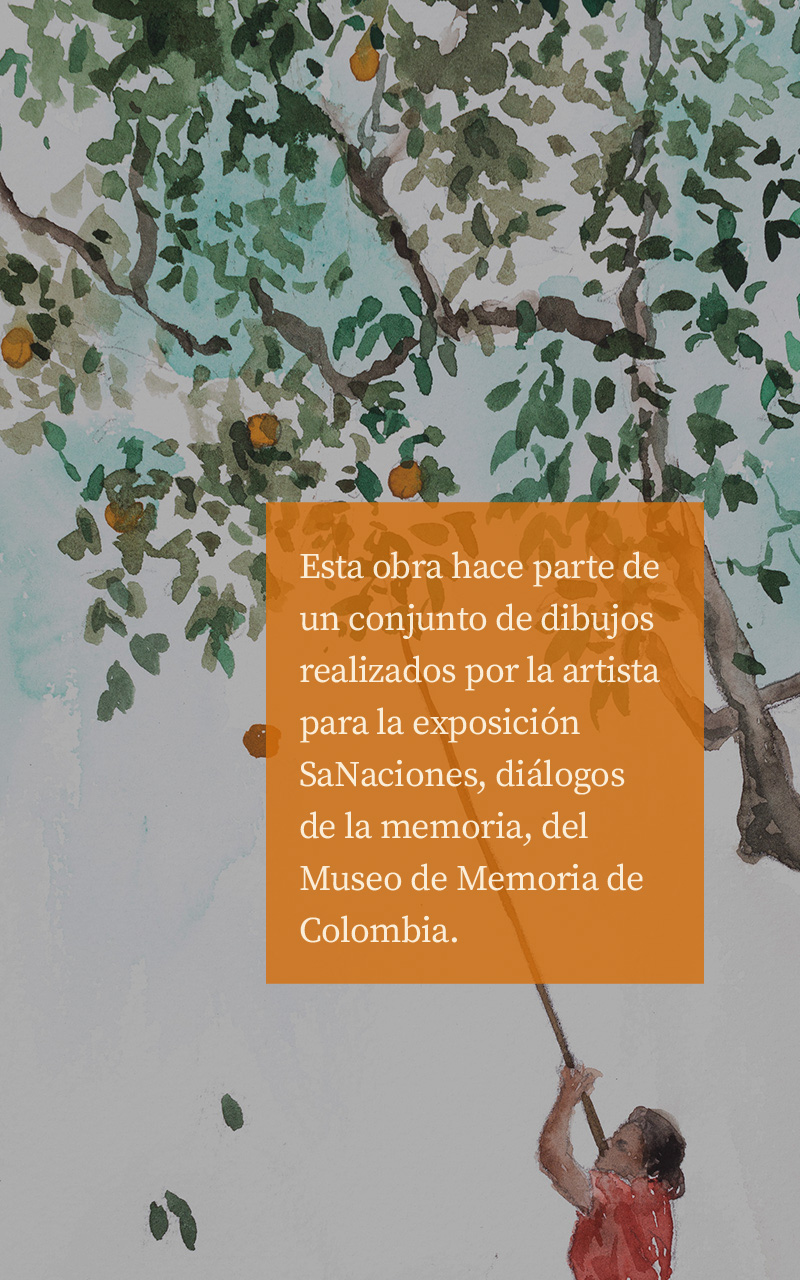 Esta obra hace parte de
un conjunto de dibujos
realizados por la artista
para la exposición
SaNaciones, diálogos
de la memoria, del
Museo de Memoria de
Colombia.